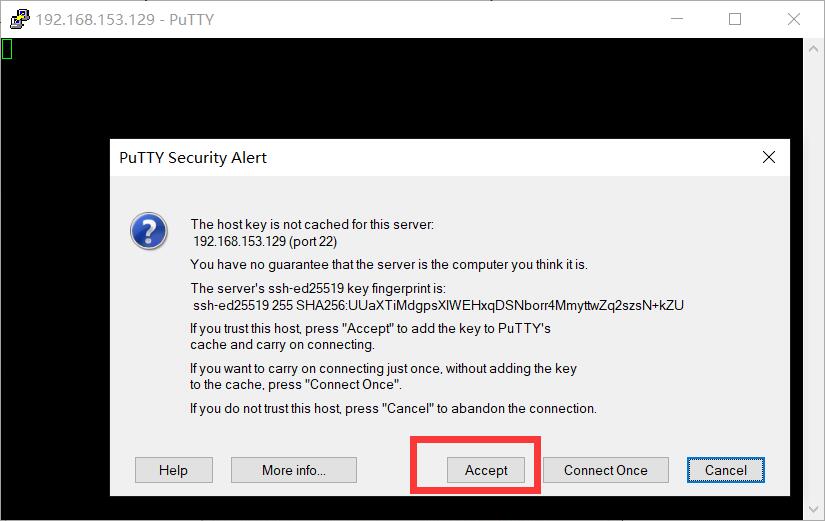 192.168.153.129 - PuTTY
PuTTY Security Alert
The host key is not cached for this server:
192.168.153.129 (port 22)
You have no guarantee that the server is the computer you think it is.
The server's ssh-ed25519 key fingerprint is:
ssh-ed25519 255 SHA256:UUaXTiMdgpsXlWEHxqDSNborr4MmyttwZq2szsN+kZU
If you trust this host, press "Accept" to add the key to PuTTY's
cache and carry on connecting.
If you want to carry on connecting just once, without adding the key
to the cache, press "Connect Once".
If you do not trust this host, press "Cancel" to abandon the connection.
Help More info... Accept Connect Once Cancel